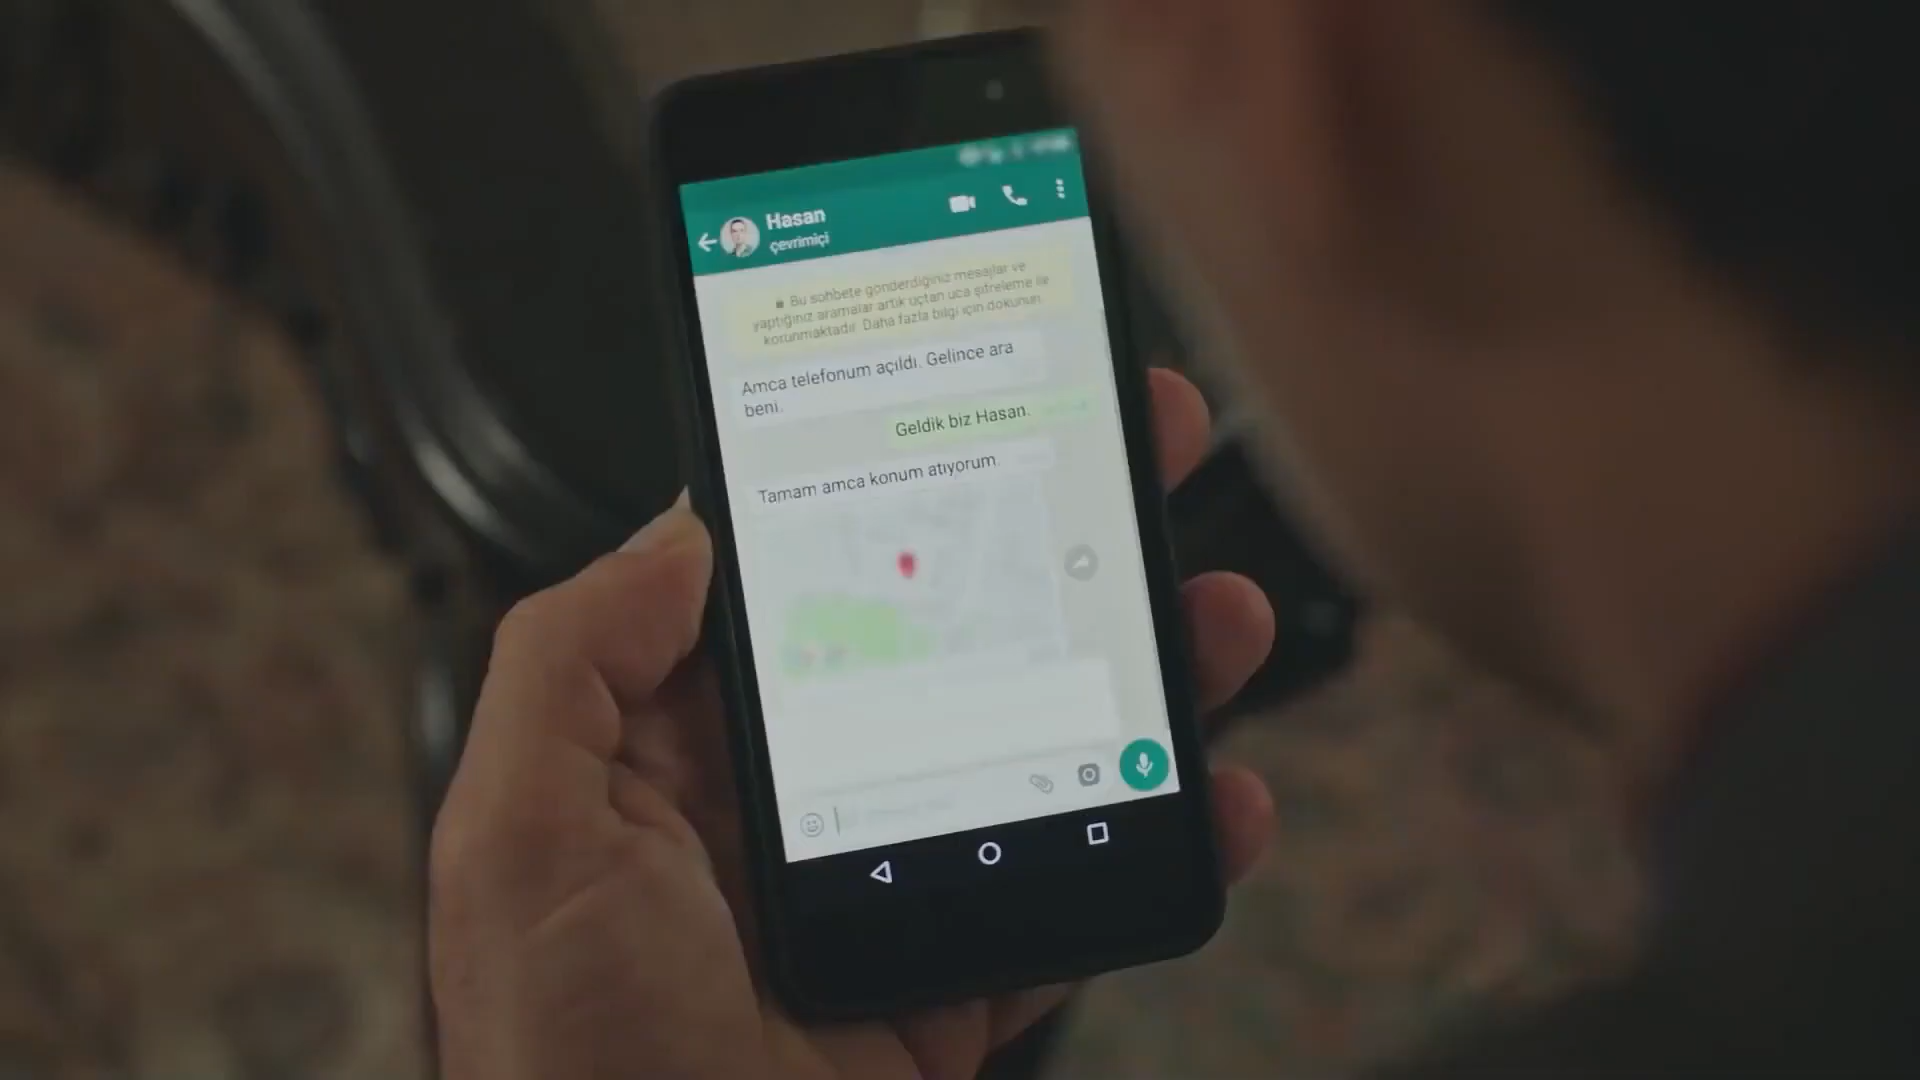 Hasan
çevrimiçi
Bu sohbete gönderdiğiniz mesajlar ve
yaptığınız aramalar artık uçtan uca şifreleme ile
korunmaktadır. Daha fazla bilgi için dokunun.
Amca telefonum açıldı. Gelince ara
beni.
Geldik biz Hasan.
Tamam amca konum atıyorum.